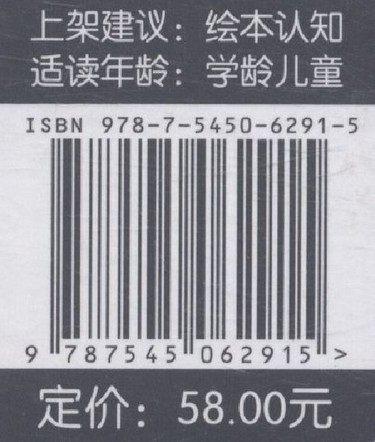 上架建议：绘本认知
适读年龄：学龄儿童
ISBN 978-7-5450-6291-5
9 787545 062915 >
定价：58.00元